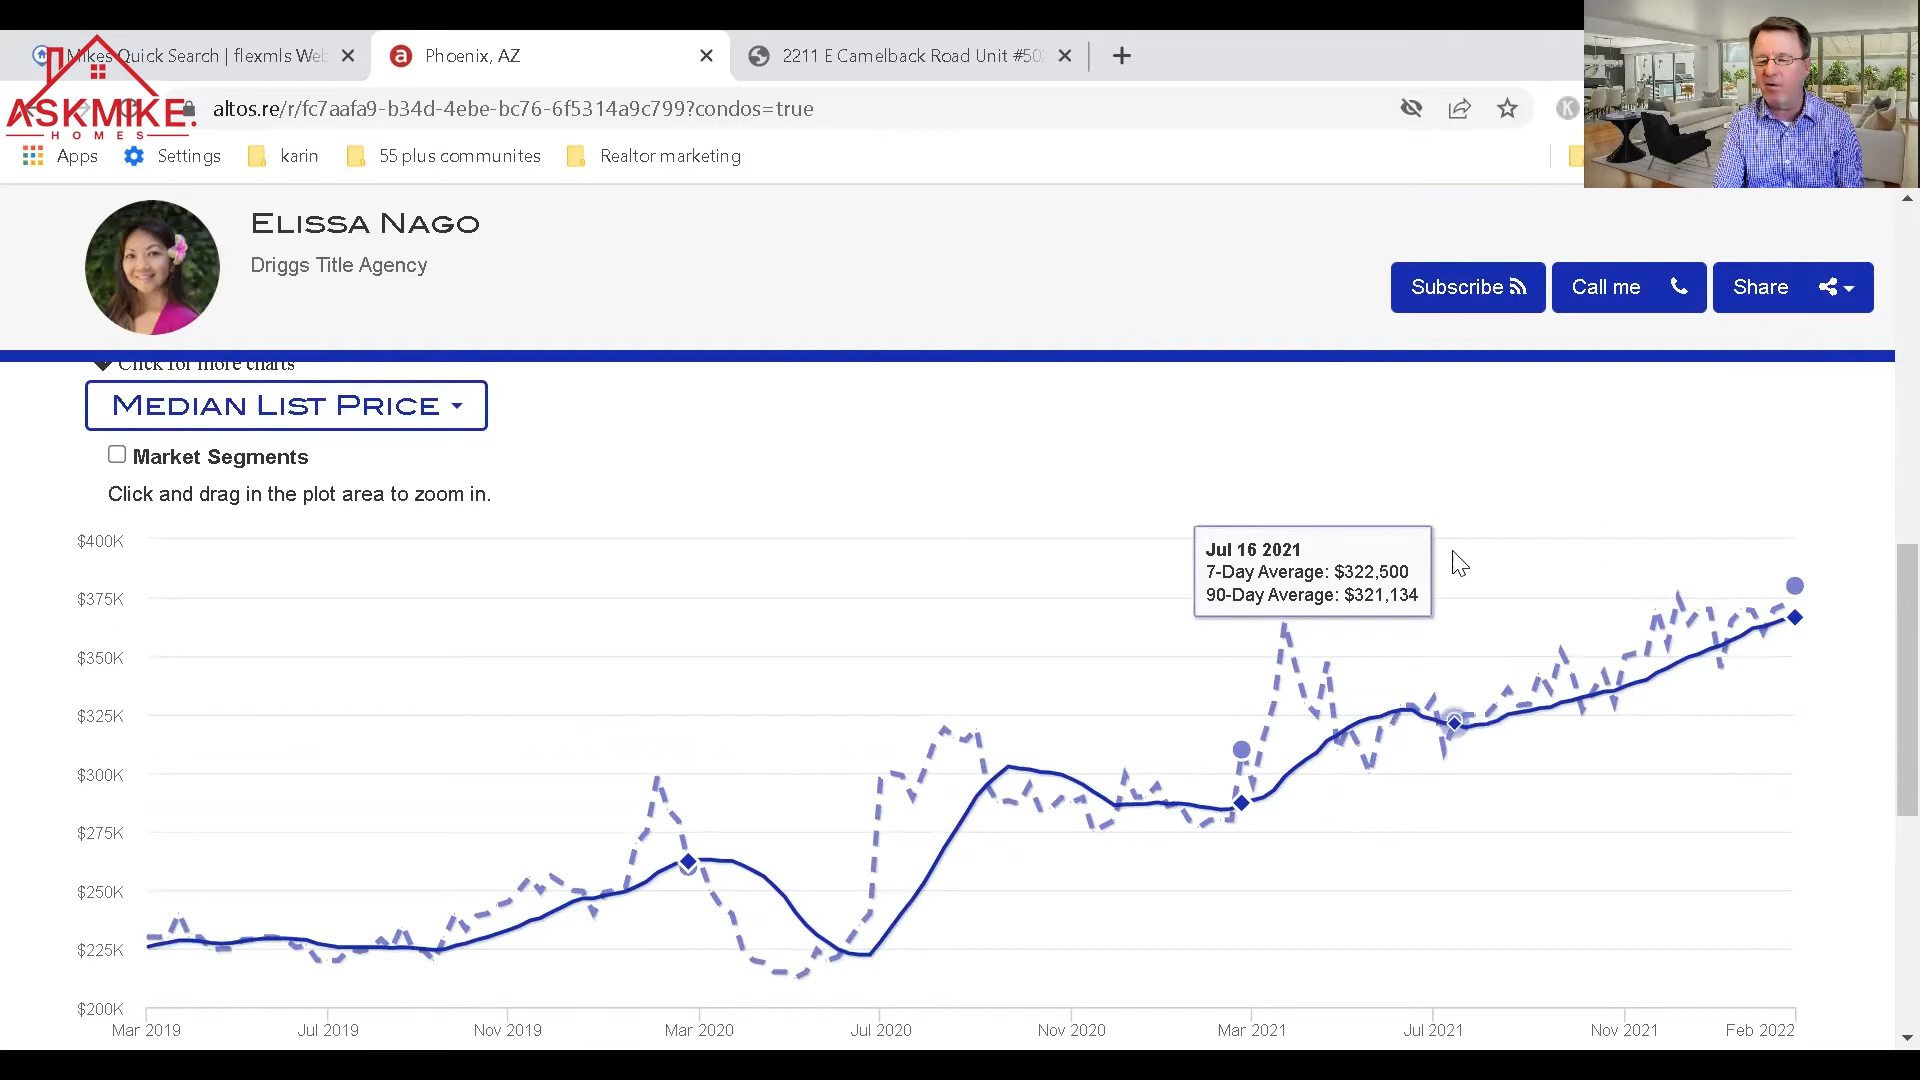 Mikes Quick Search | flexmls Web
Phoenix, AZ
2211 E Camelback Road Unit #502
ASKMIKE.
HOMES
altos.re/r/fc7aafa9-b34d-4ebe-bc76-6f5314a9c799?condos=true
K
Apps
Settings
karin
55 plus communites
Realtor marketing
ELISSA NAGO
Driggs Title Agency
Subscribe
Call me
Share
Click for more charts
MEDIAN LIST PRICE
Market Segments
Click and drag in the plot area to zoom in.
Jul 16 2021
7-Day Average: $322,500
90-Day Average: $321,134
$400K
$375K
$350K
$325K
$300K
$275K
$250K
$225K
$200K
Mar 2019
Jul 2019
Nov 2019
Mar 2020
Jul 2020
Nov 2020
Mar 2021
Jul 2021
Nov 2021
Feb 2022